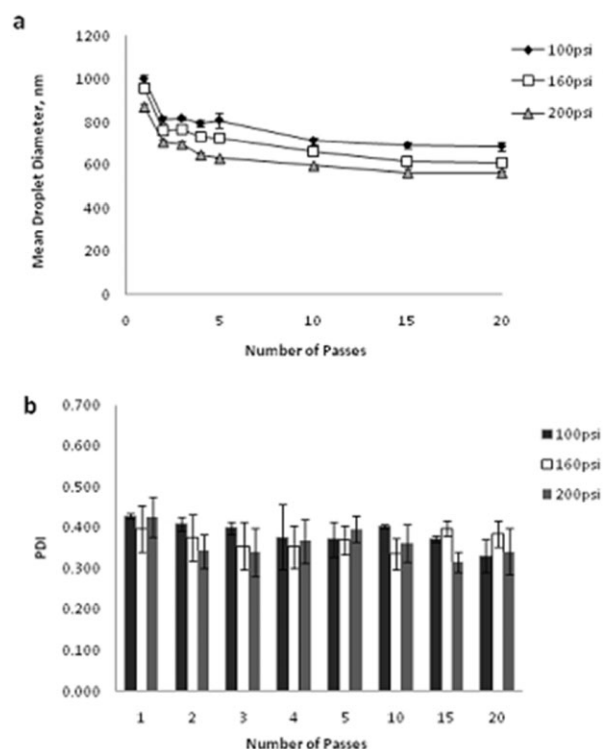 a
1200
1000
800
600
400
200
0
Mean Droplet Diameter, nm
0 5 10 15 20
Number of Passes
100psi
160psi
200psi
b
0.700
0.600
0.500
0.400
0.300
0.200
0.100
0.000
PDI
1 2 3 4 5 10 15 20
Number of Passes
100psi
160psi
200psi